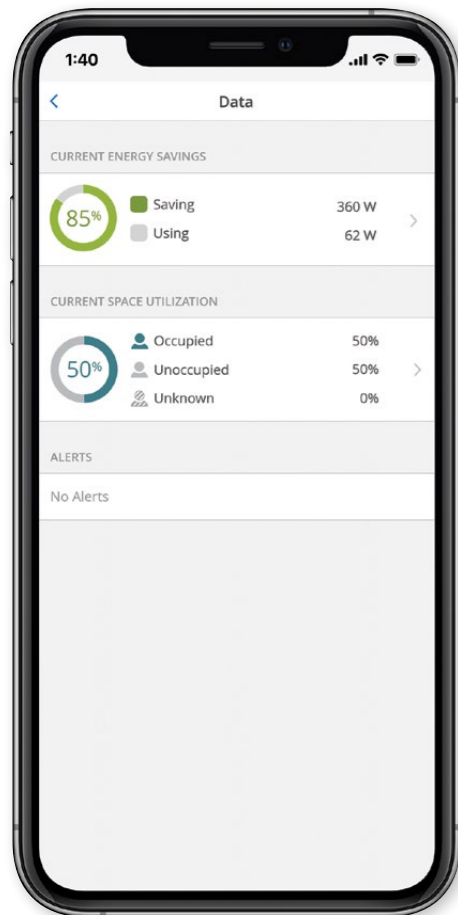 1:40
Data
CURRENT ENERGY SAVINGS
85%
Saving 360 W
Using 62 W
CURRENT SPACE UTILIZATION
50%
Occupied 50%
Unoccupied 50%
Unknown 0%
ALERTS
No Alerts